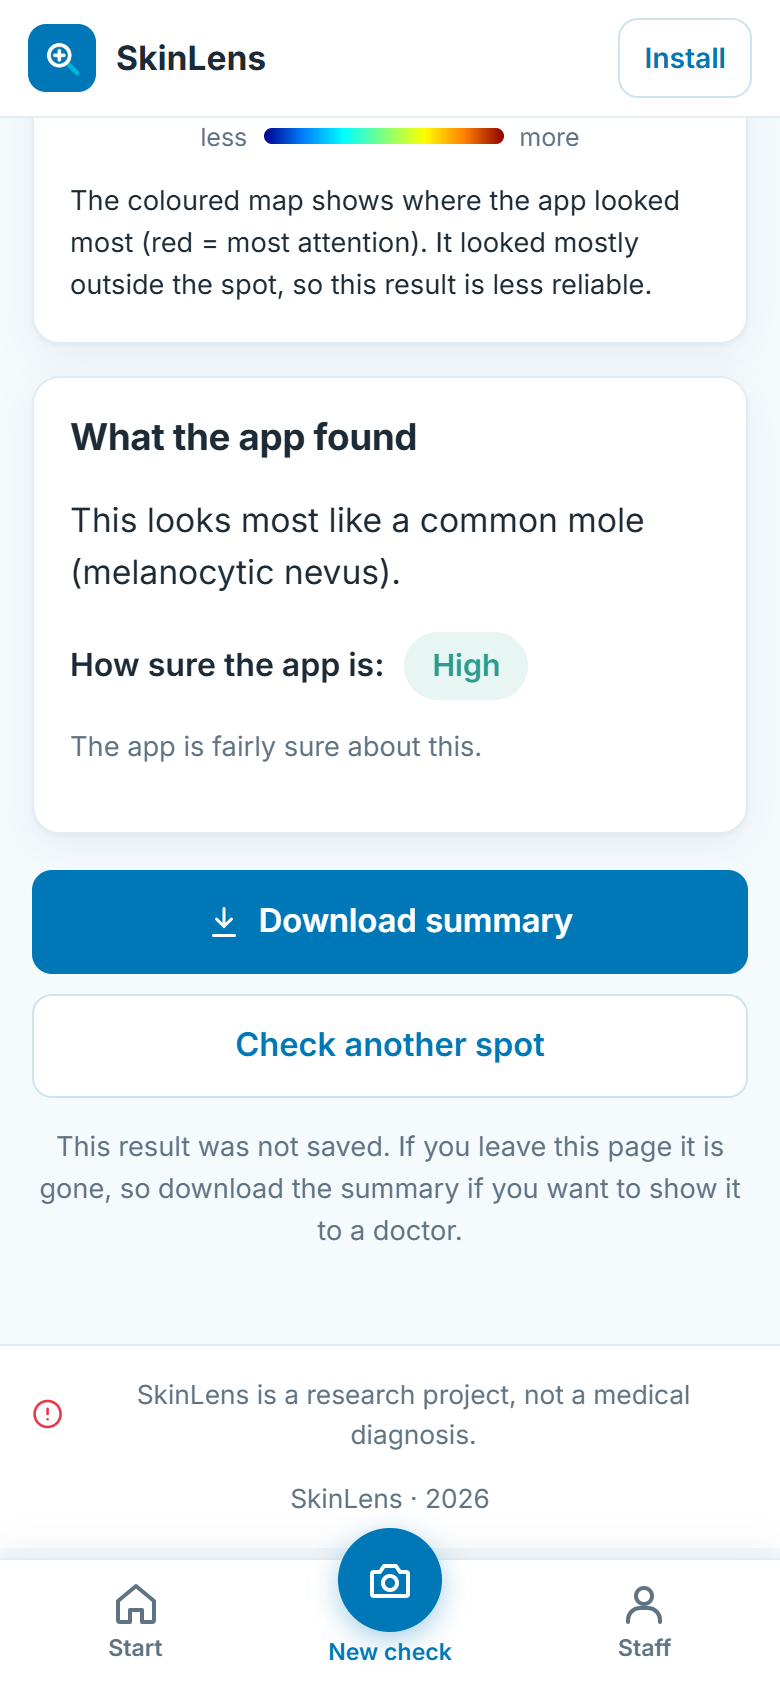 SkinLens
Install
less
more
The coloured map shows where the app looked
most (red = most attention). It looked mostly
outside the spot, so this result is less reliable.
What the app found
This looks most like a common mole
(melanocytic nevus).
How sure the app is:
High
The app is fairly sure about this.
Download summary
Check another spot
This result was not saved. If you leave this page it is
gone, so download the summary if you want to show it
to a doctor.
SkinLens is a research project, not a medical
diagnosis.
SkinLens · 2026
Start
New check
Staff